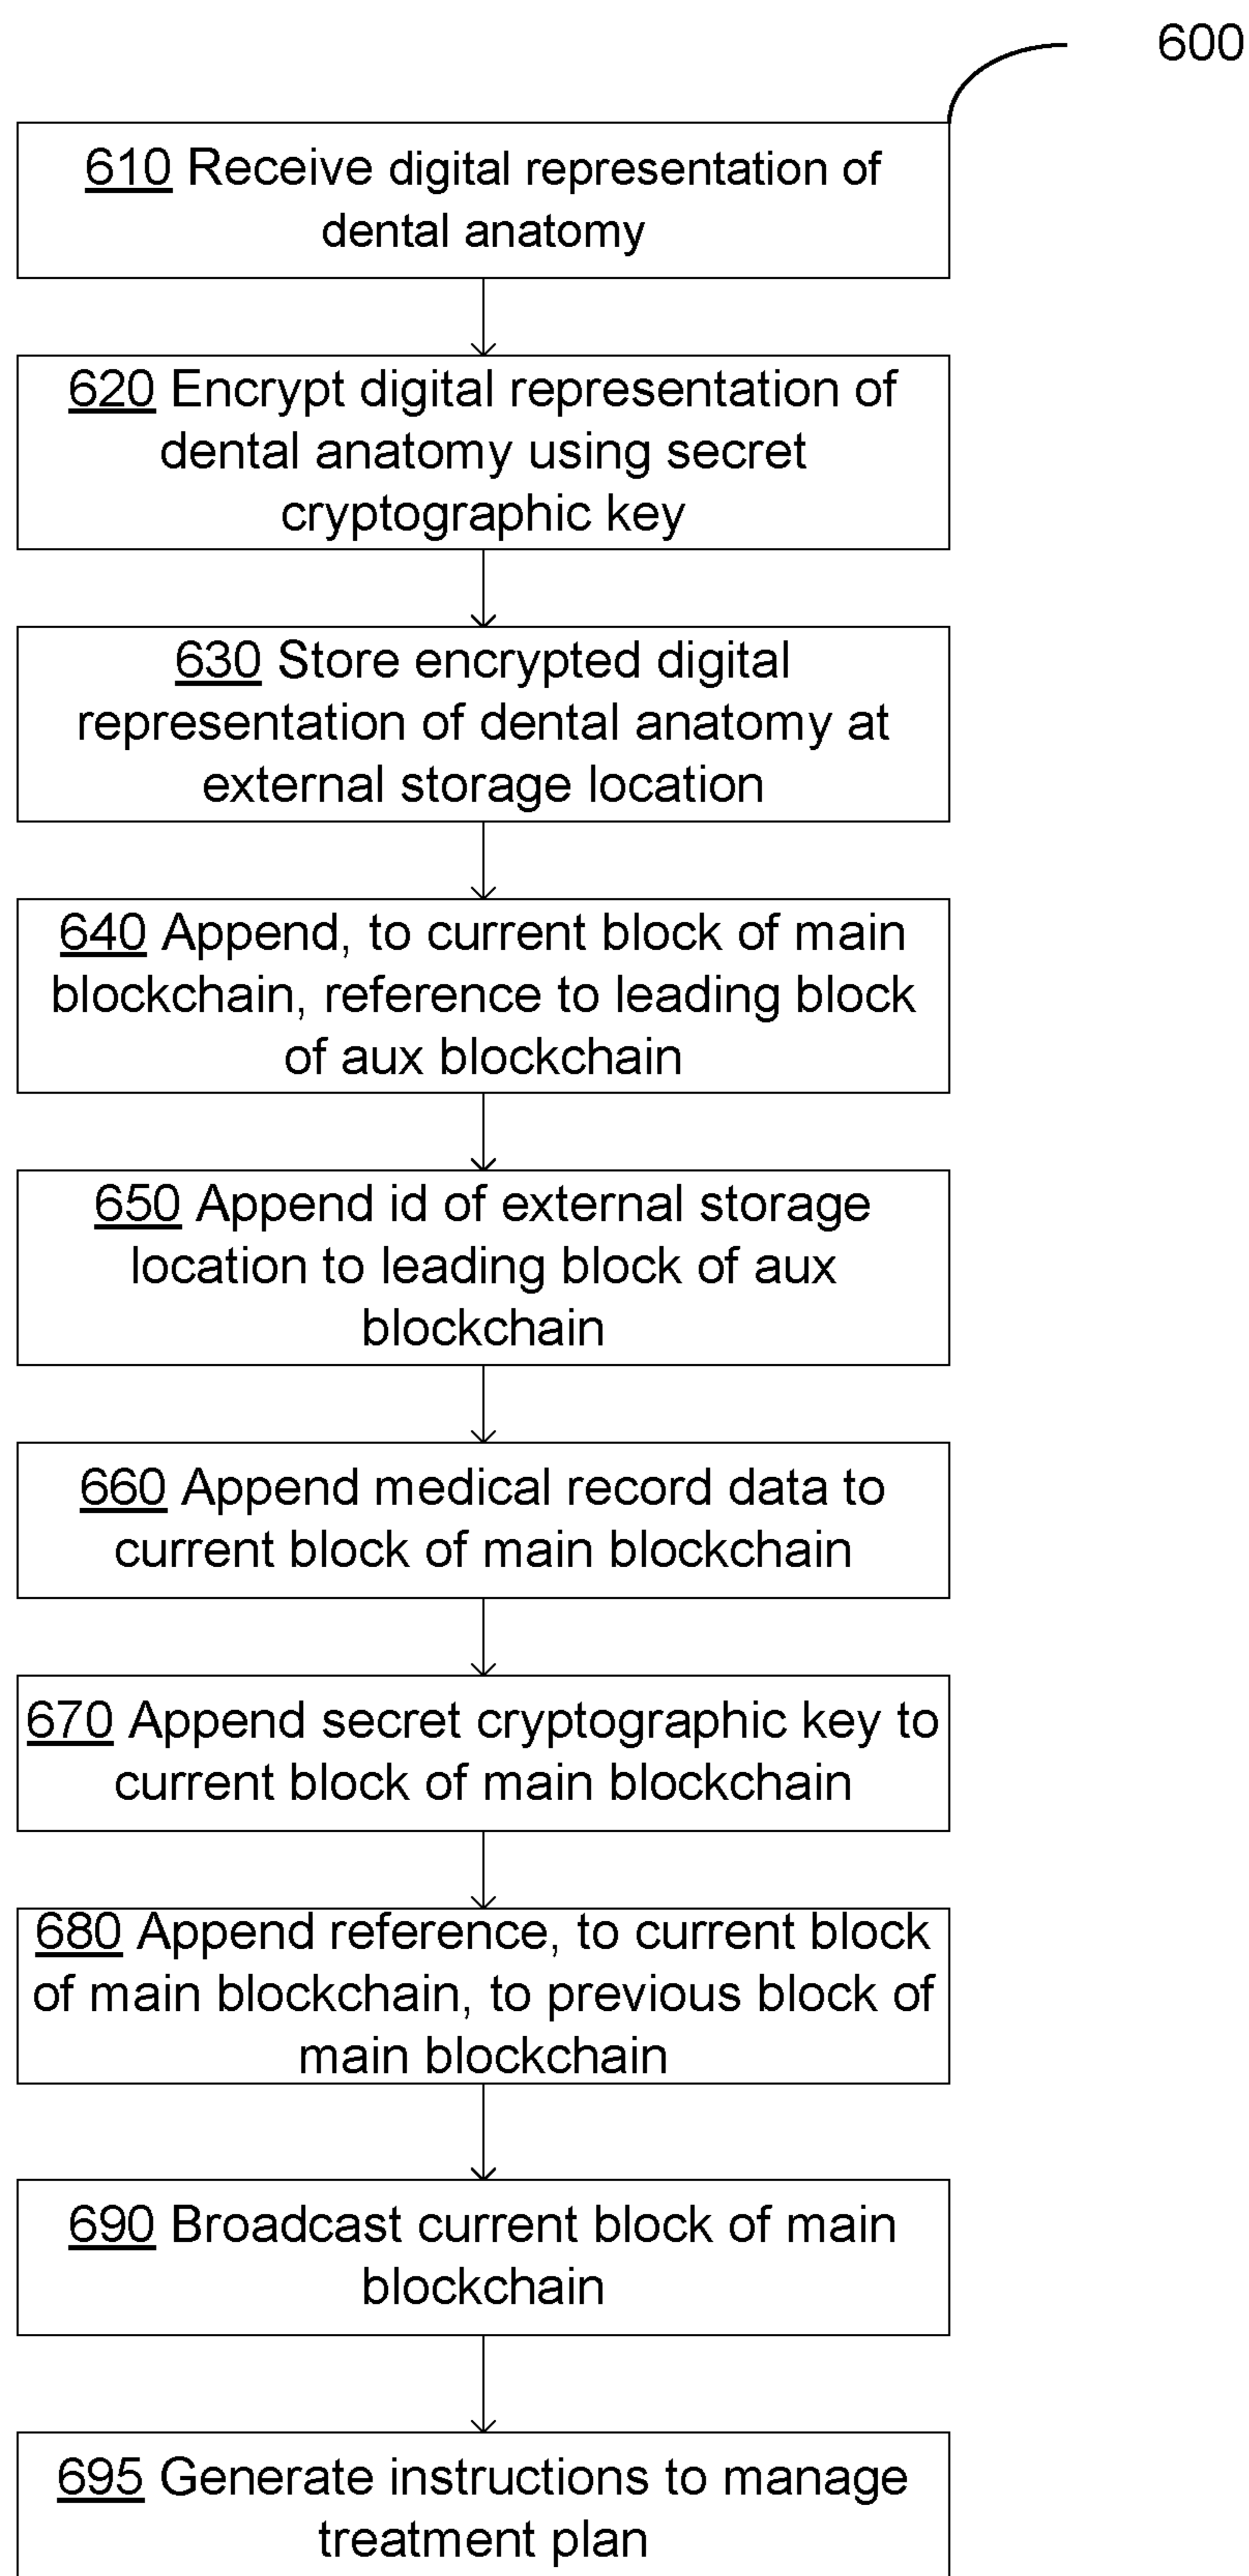 600
610 Receive digital representation of
dental anatomy
620 Encrypt digital representation of
dental anatomy using secret
cryptographic key
630 Store encrypted digital
representation of dental anatomy at
external storage location
640 Append, to current block of main
blockchain, reference to leading block
of aux blockchain
650 Append id of external storage
location to leading block of aux
blockchain
660 Append medical record data to
current block of main blockchain
670 Append secret cryptographic key to
current block of main blockchain
680 Append reference, to current block
of main blockchain, to previous block of
main blockchain
690 Broadcast current block of main
blockchain
695 Generate instructions to manage
treatment plan